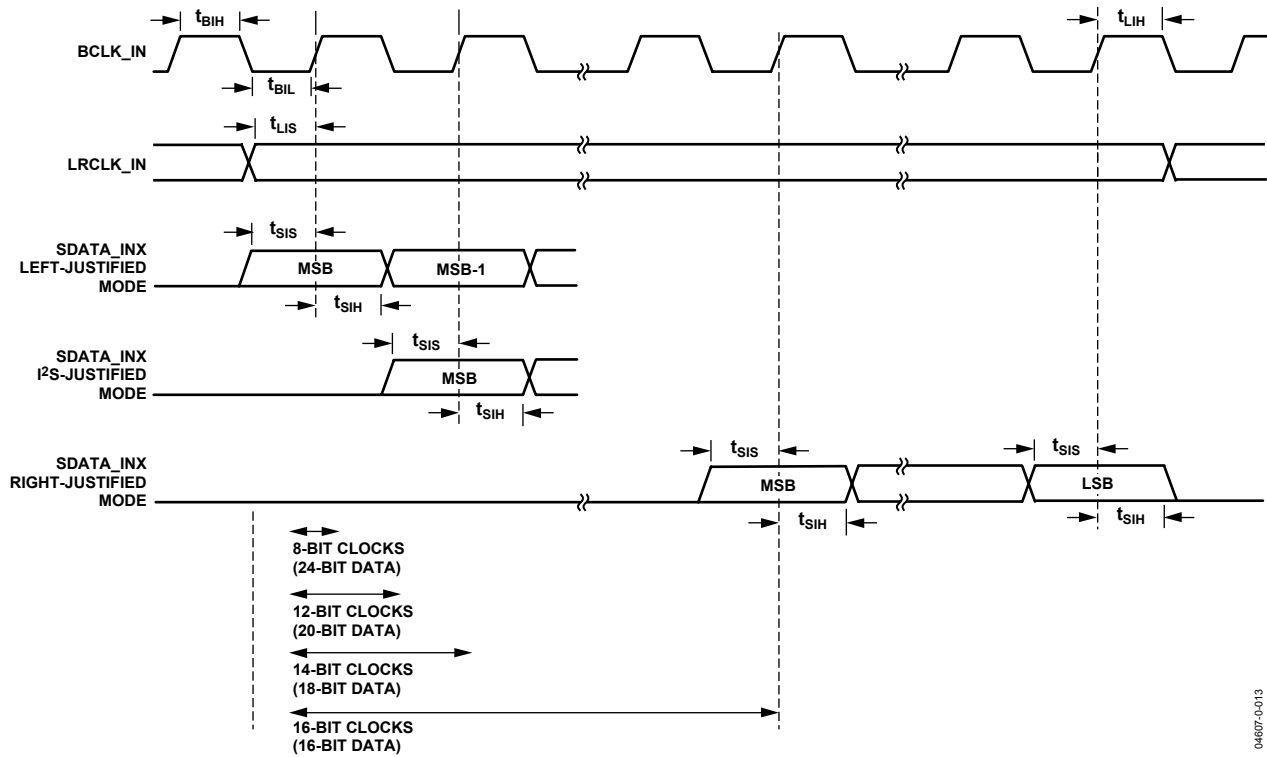 tBIH
tLIH
BCLK_IN
tBIL
tLIS
LRCLK_IN
tSIS
SDATA_INX
LEFT-JUSTIFIED
MODE
MSB
MSB-1
tSIH
tSIS
SDATA_INX
I²S-JUSTIFIED
MODE
MSB
tSIH
tSIS
tSIS
SDATA_INX
RIGHT-JUSTIFIED
MODE
MSB
LSB
tSIH
tSIH
8-BIT CLOCKS
(24-BIT DATA)
12-BIT CLOCKS
(20-BIT DATA)
14-BIT CLOCKS
(18-BIT DATA)
16-BIT CLOCKS
(16-BIT DATA)
04607-0-013